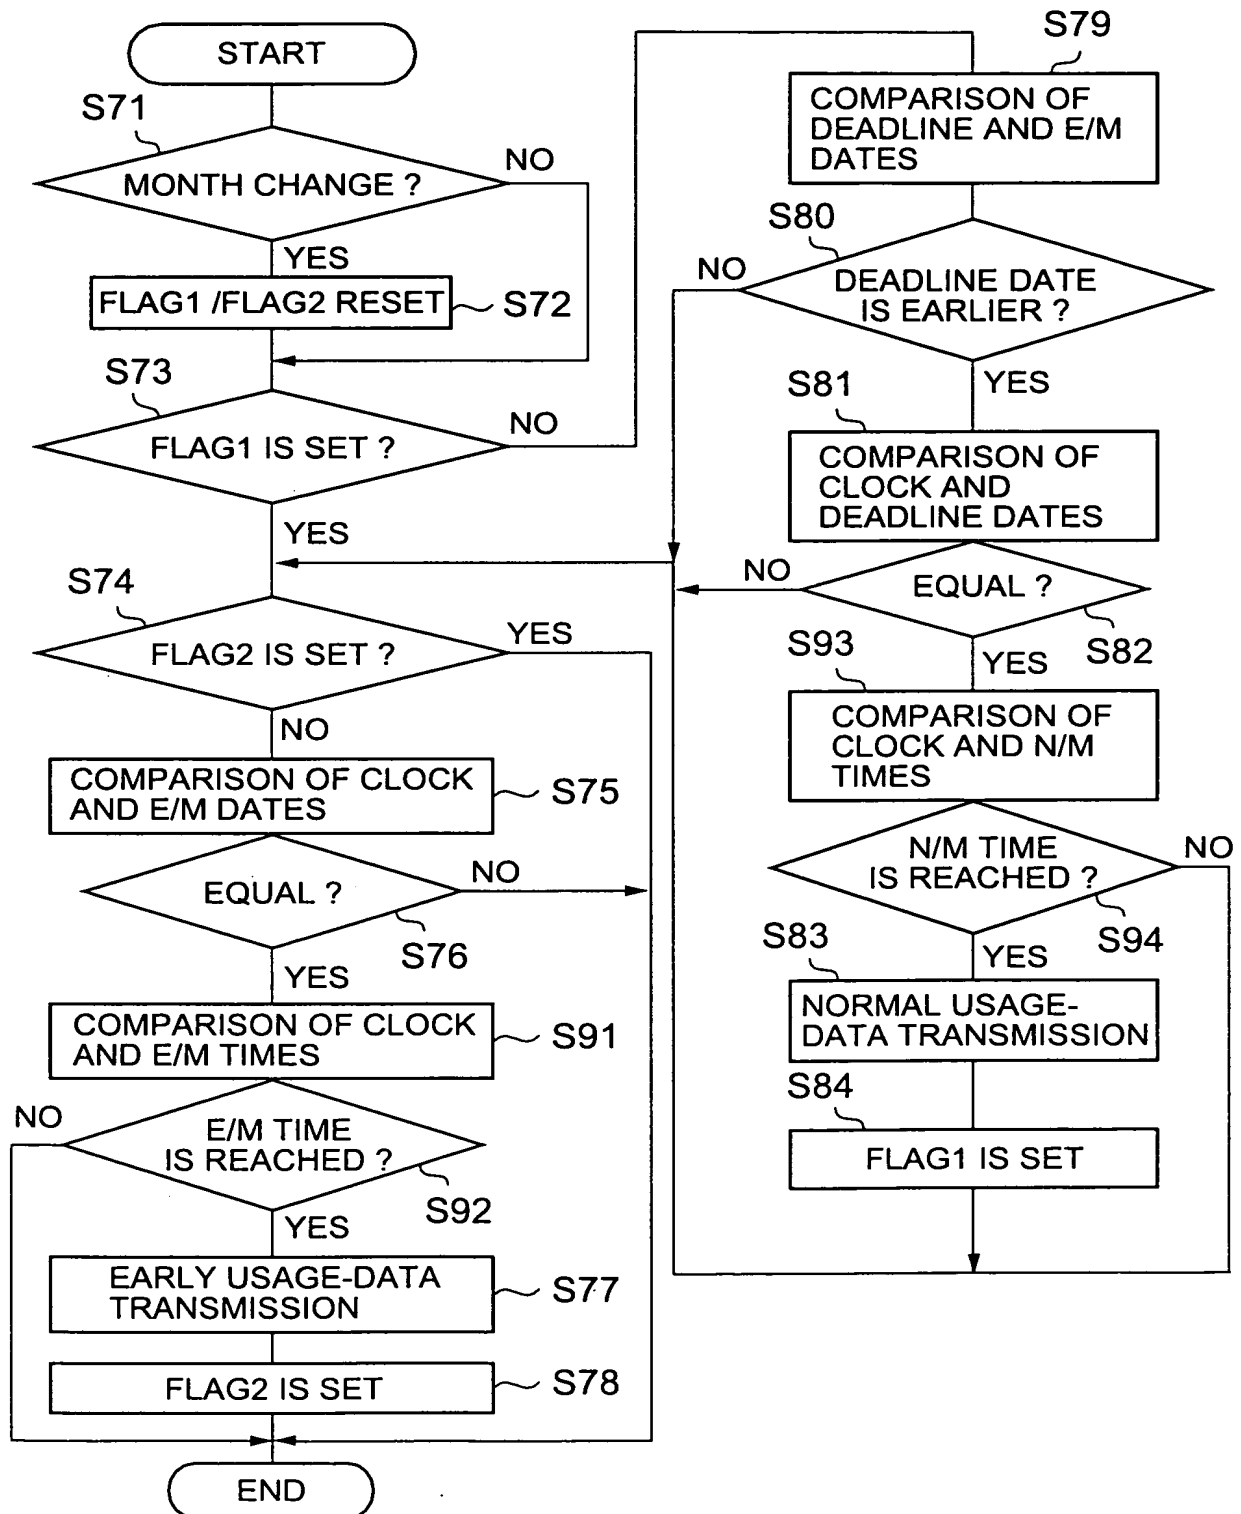 START
S71
MONTH CHANGE ?
NO
YES
FLAG1 /FLAG2 RESET
S72
S73
FLAG1 IS SET ?
NO
YES
S74
FLAG2 IS SET ?
YES
NO
COMPARISON OF CLOCK
AND E/M DATES
S75
EQUAL ?
NO
S76
YES
COMPARISON OF CLOCK
AND E/M TIMES
S91
NO
E/M TIME
IS REACHED ?
S92
YES
EARLY USAGE-DATA
TRANSMISSION
S77
FLAG2 IS SET
S78
END
S79
COMPARISON OF
DEADLINE AND E/M
DATES
S80
NO
DEADLINE DATE
IS EARLIER ?
YES
S81
COMPARISON OF
CLOCK AND
DEADLINE DATES
NO
EQUAL ?
S82
YES
S93
COMPARISON OF
CLOCK AND N/M
TIMES
N/M TIME
IS REACHED ?
NO
S94
YES
S83
NORMAL USAGE-
DATA TRANSMISSION
S84
FLAG1 IS SET